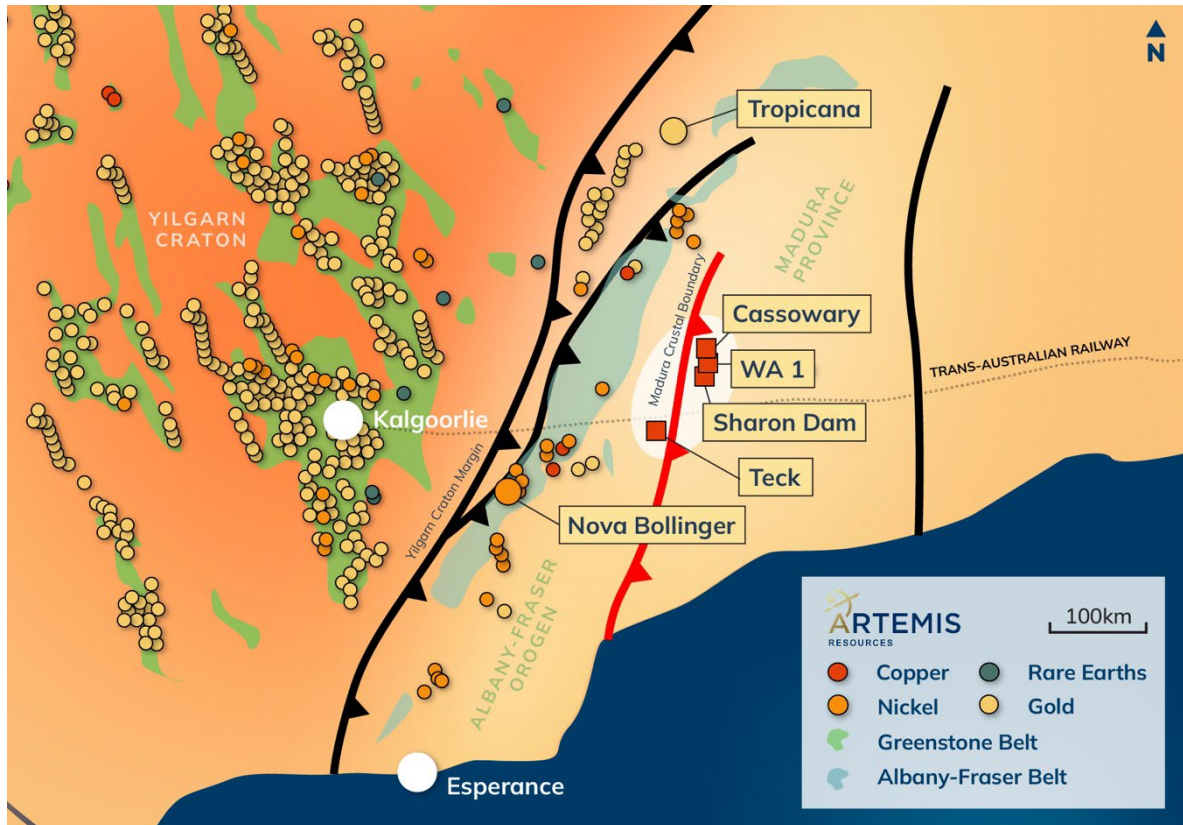 N
Tropicana
YILGARN
CRATON
MADURA
PROVINCE
Madura Crustal Boundary
Cassowary
WA 1
TRANS-AUSTRALIAN RAILWAY
Sharon Dam
Kalgoorlie
Teck
Yilgarn Craton Margin
Nova Bollinger
ALBANY-FRASER
OROGEN
Esperance
ARTEMIS
RESOURCES
100km
Copper
Rare Earths
Nickel
Gold
Greenstone Belt
Albany-Fraser Belt